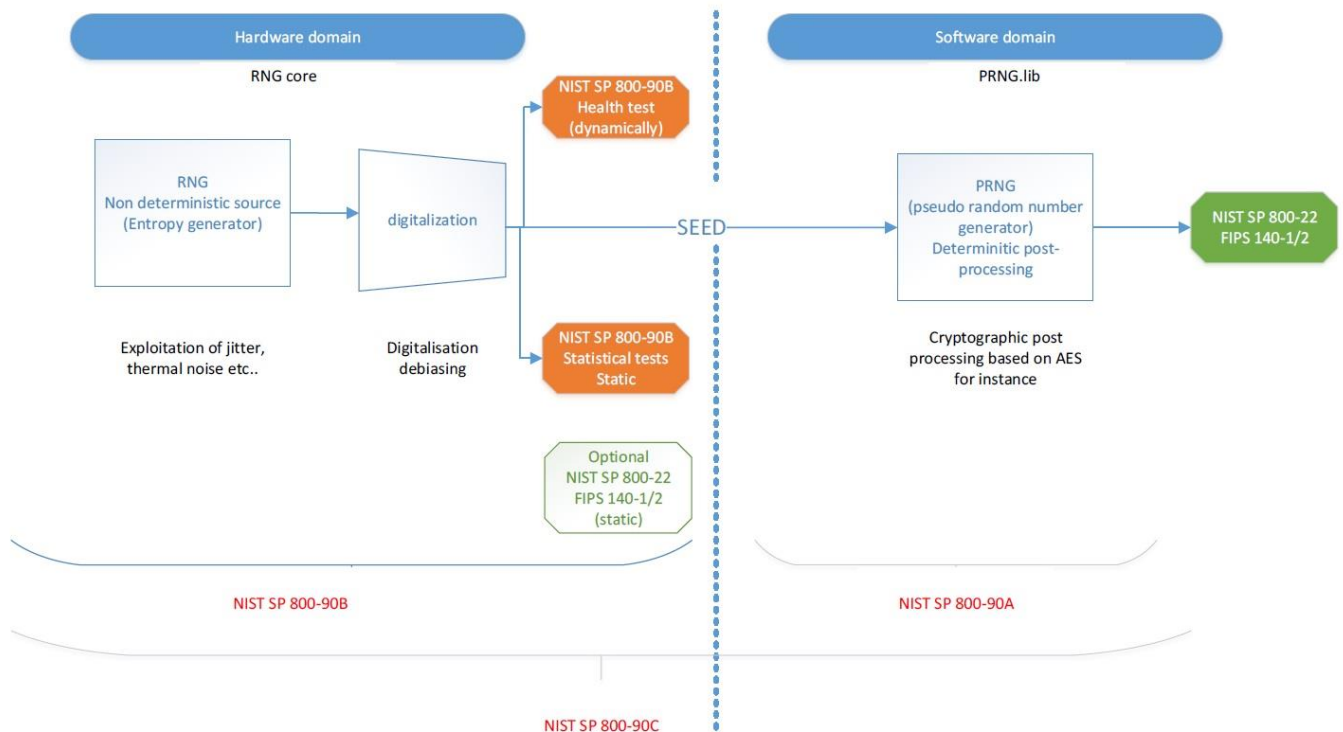 Hardware domain
Software domain
RNG core
PRNG.lib
NIST SP 800-90B
Health test
(dynamically)
RNG
Non deterministic source
(Entropy generator)
digitalization
SEED
PRNG
(pseudo random number
generator)
Determinitic post-
processing
NIST SP 800-22
FIPS 140-1/2
Exploitation of jitter,
thermal noise etc..
Digitalisation
debiasing
NIST SP 800-90B
Statistical tests
Static
Cryptographic post
processing based on AES
for instance
Optional
NIST SP 800-22
FIPS 140-1/2
(static)
NIST SP 800-90B
NIST SP 800-90A
NIST SP 800-90C